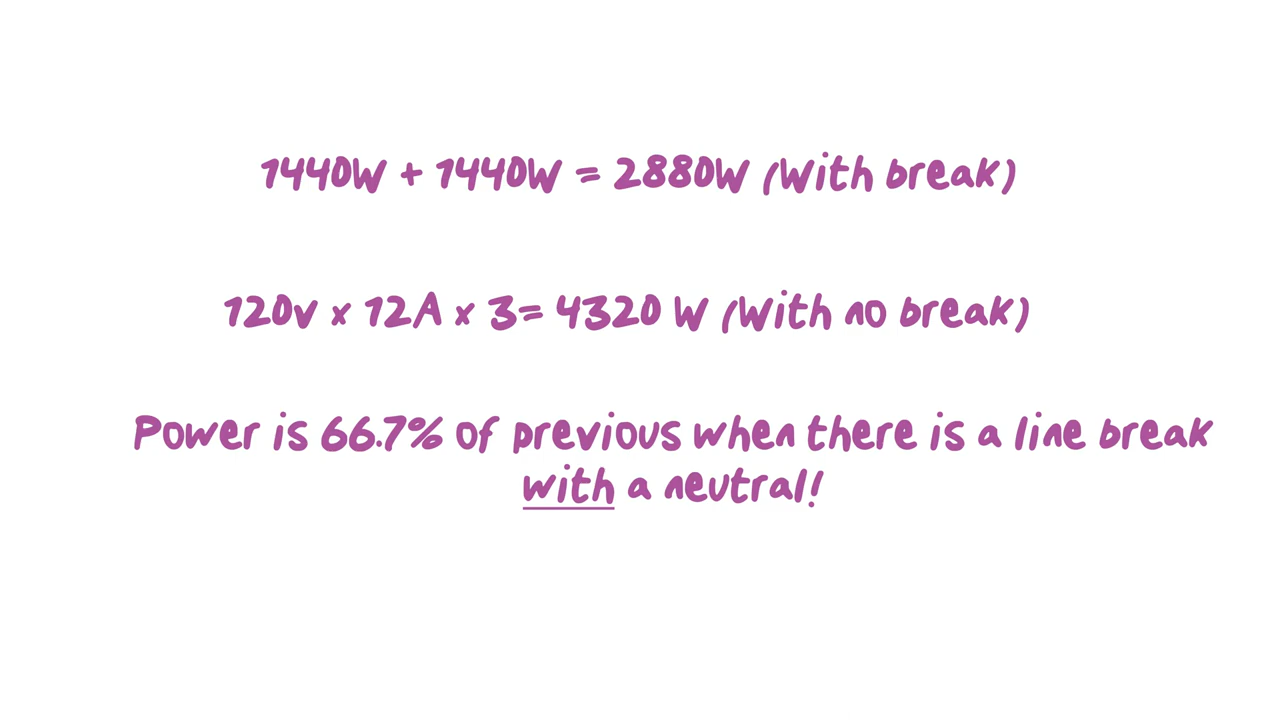 1440W + 1440W = 2880W (With break)
120v x 12A x 3= 4320 W (With no break)
Power is 66.7% of previous when there is a line break
with a neutral!